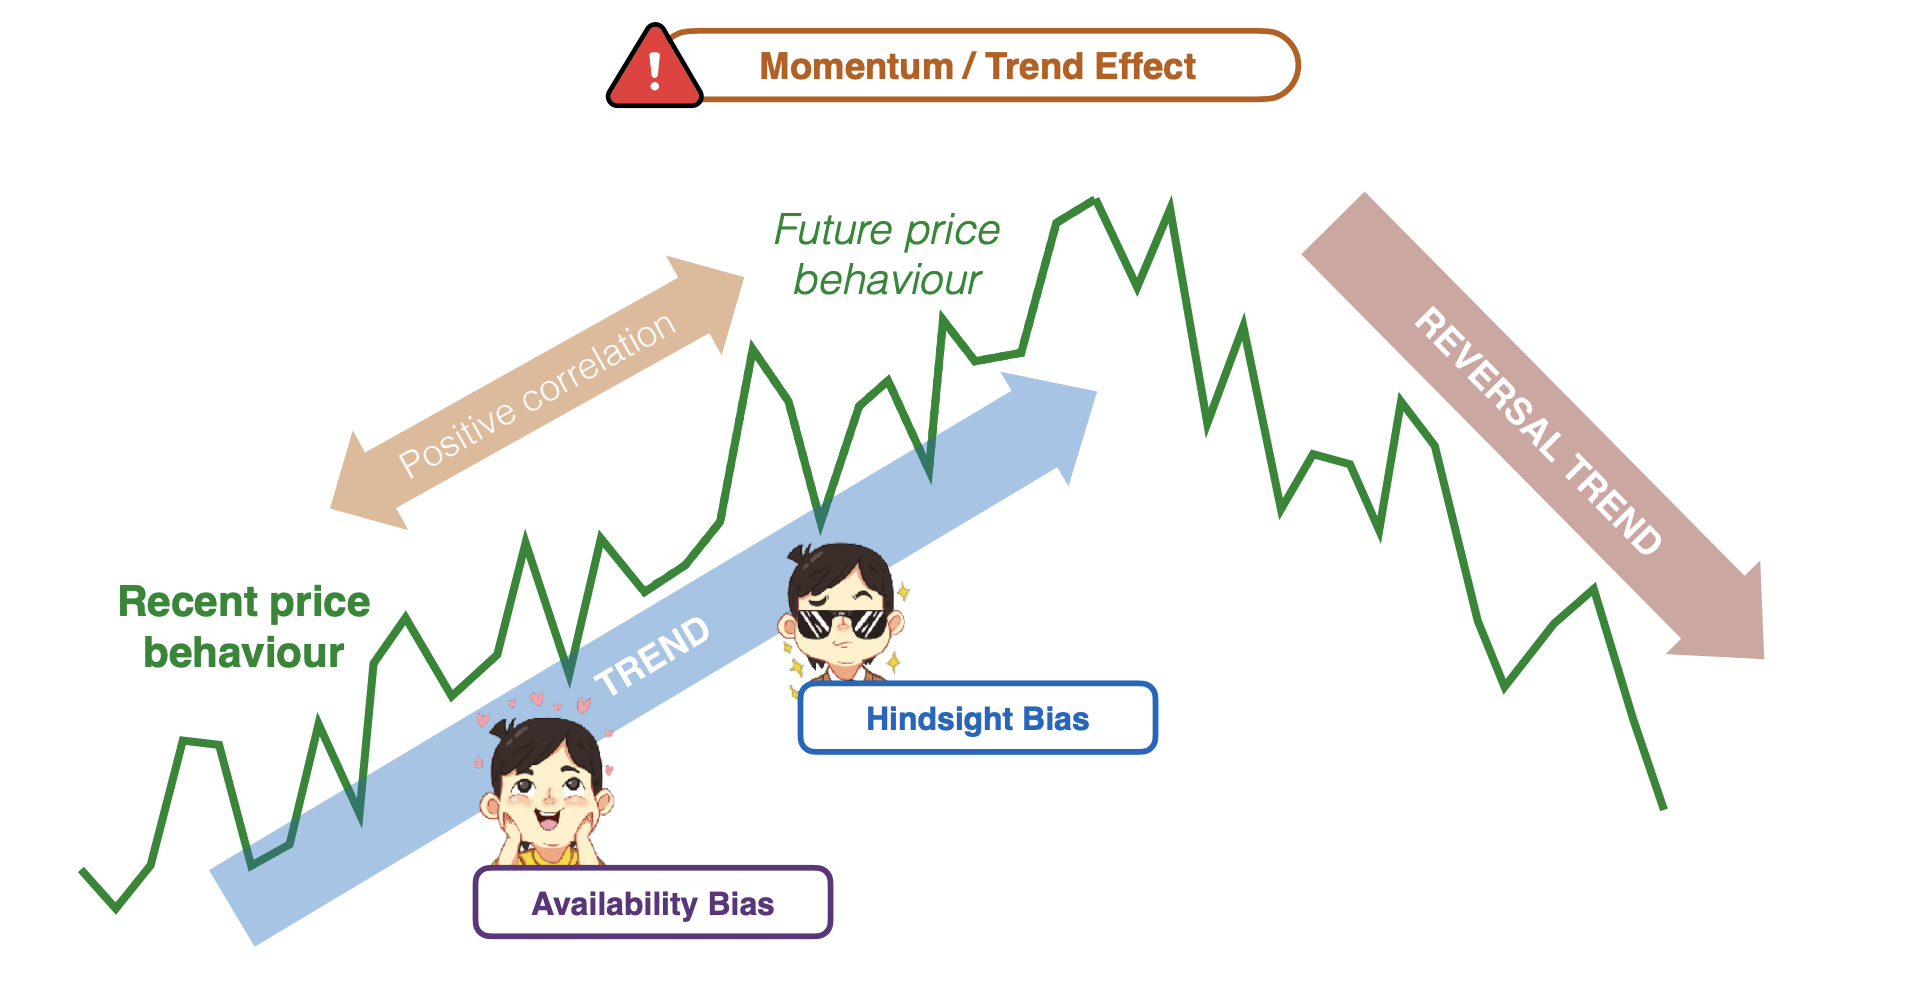 !
Momentum / Trend Effect
Future price
behaviour
Positive correlation
REVERSAL TREND
Recent price
behaviour
TREND
Hindsight Bias
Availability Bias